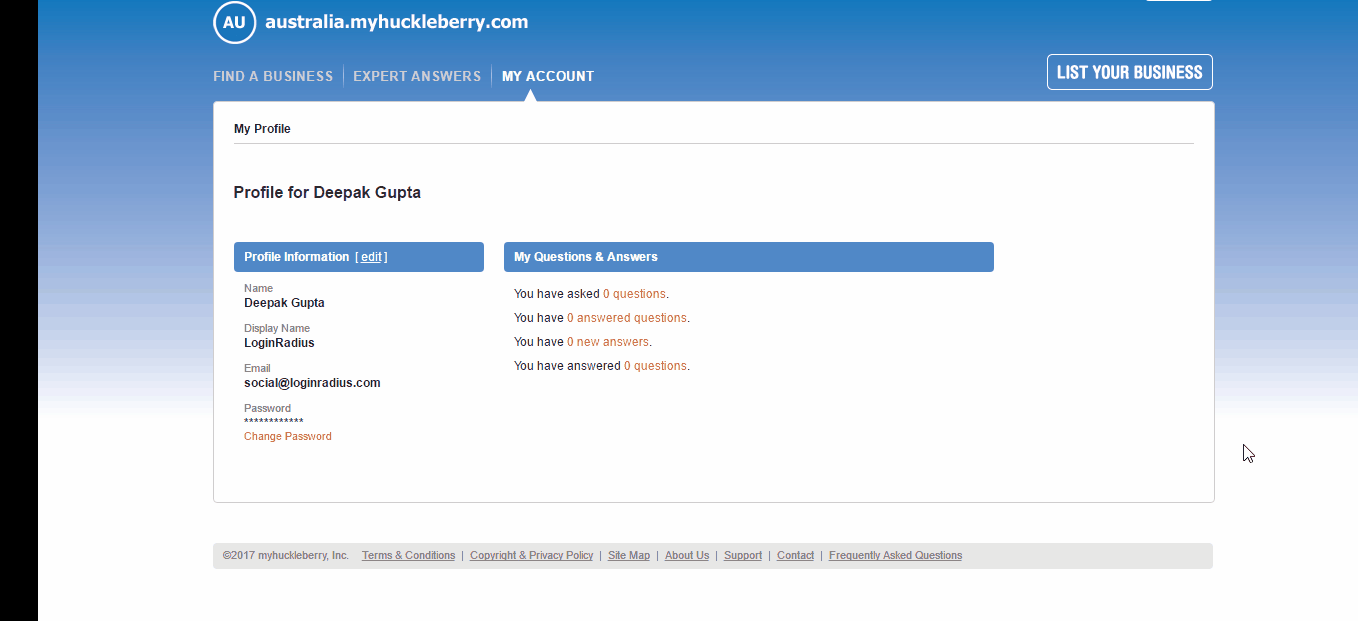 AU australia.myhuckleberry.com
FIND A BUSINESS EXPERT ANSWERS MY ACCOUNT LIST YOUR BUSINESS
My Profile
Profile for Deepak Gupta
Profile Information [ edit ]
Name
Deepak Gupta
Display Name
LoginRadius
Email
social@loginradius.com
Password
************
Change Password
My Questions & Answers
You have asked 0 questions.
You have 0 answered questions.
You have 0 new answers.
You have answered 0 questions.
©2017 myhuckleberry, Inc. Terms & Conditions | Copyright & Privacy Policy | Site Map | About Us | Support | Contact | Frequently Asked Questions